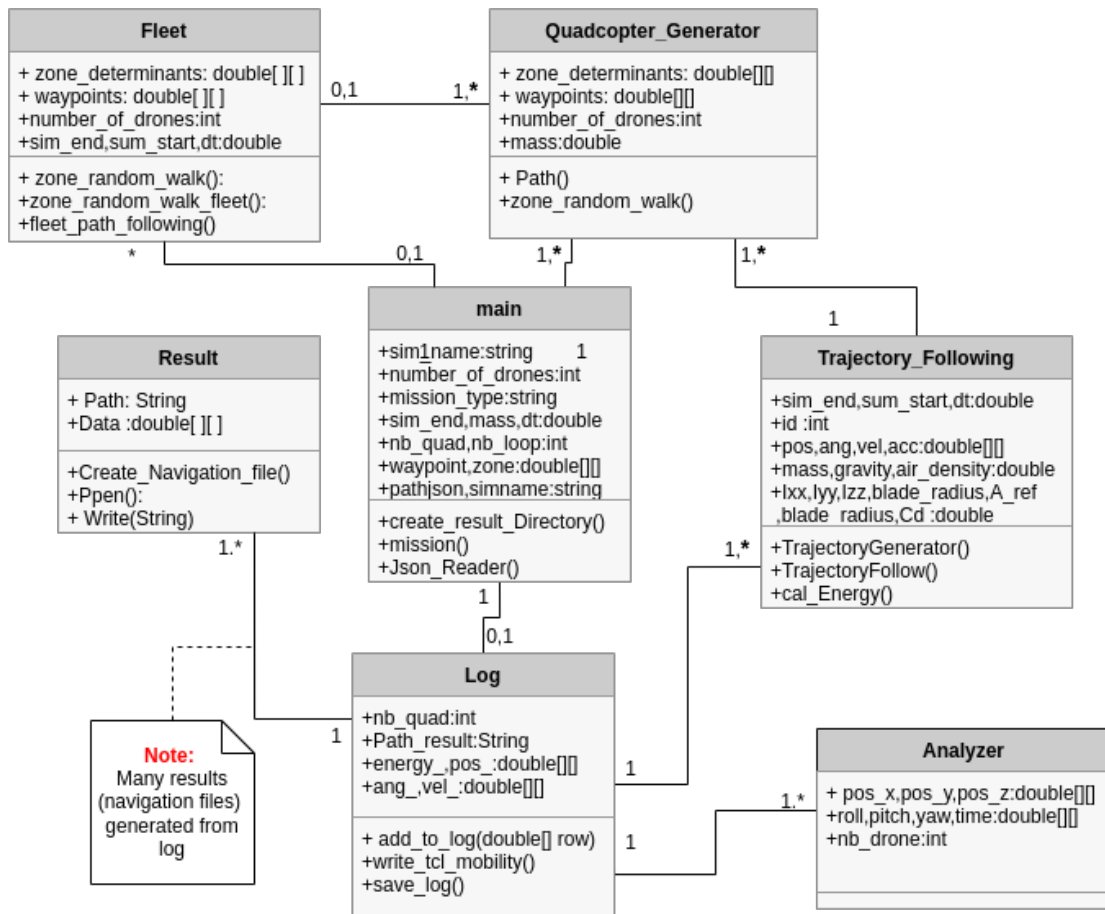 Fleet
+ zone_determinants: double[ ][ ]
+ waypoints: double[ ][ ]
+number_of_drones:int
+sim_end,sum_start,dt:double
+ zone_random_walk():
+zone_random_walk_fleet():
+fleet_path_following()
0,1
1,*
Quadcopter_Generator
+ zone_determinants: double[][]
+ waypoints: double[][]
+number_of_drones:int
+mass:double
+ Path()
+zone_random_walk()
*
0,1
1,*
1,*
main
+sim1name:string
1
+number_of_drones:int
+mission_type:string
+sim_end,mass,dt:double
+nb_quad,nb_loop:int
+waypoint,zone:double[][]
+pathjson,simname:string
+create_result_Directory()
+mission()
+Json_Reader()
1
Result
+ Path: String
+Data :double[ ][ ]
+Create_Navigation_file()
+Ppen():
+ Write(String)
1.*
1
Trajectory_Following
+sim_end,sum_start,dt:double
+id :int
+pos,ang,vel,acc:double[][]
+mass,gravity,air_density:double
+Ixx,Iyy,Izz,blade_radius,A_ref
,blade_radius,Cd :double
+TrajectoryGenerator()
+TrajectoryFollow()
+cal_Energy()
1,*
0,1
Log
+nb_quad:int
+Path_result:String
+energy_,pos_:double[][]
+ang_,vel_:double[][]
+ add_to_log(double[] row)
+write_tcl_mobility()
+save_log()
1
1
1
1.*
Note:
Many results
(navigation files)
generated from
log
Analyzer
+ pos_x,pos_y,pos_z:double[][]
+roll,pitch,yaw,time:double[][]
+nb_drone:int